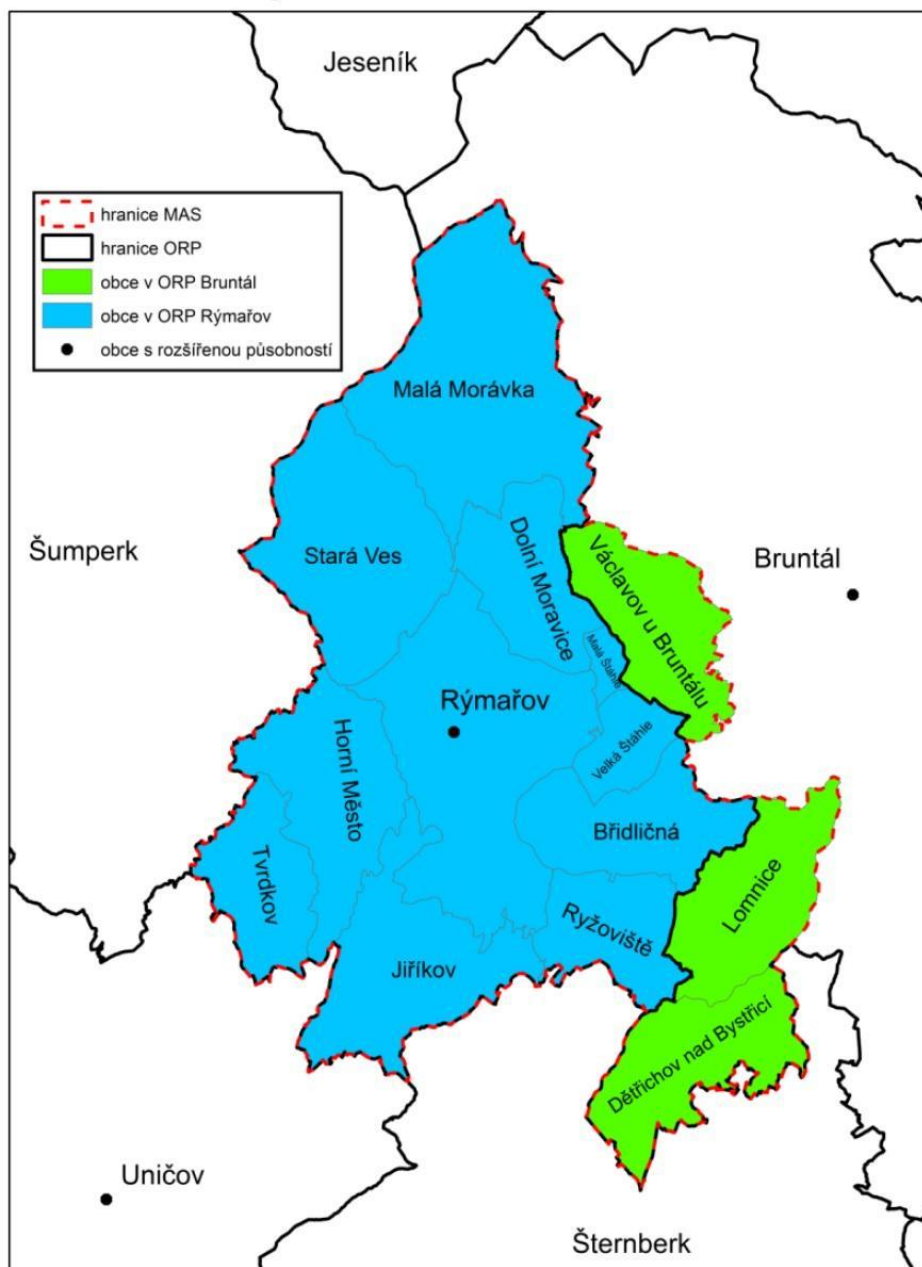 Jeseník
hranice MAS
hranice ORP
obce v ORP Bruntál
obce v ORP Rýmařov
obce s rozšířenou působností
Malá Morávka
Šumperk
Stará Ves
Dolní Moravice
Václavov u Bruntálu
Bruntál
Malá Štáhle
Rýmařov
Horní Město
Velká Štáhle
Břidličná
Tvrdkov
Lomnice
Ryžoviště
Jiříkov
Dětřichov nad Bystřicí
Uničov
Šternberk